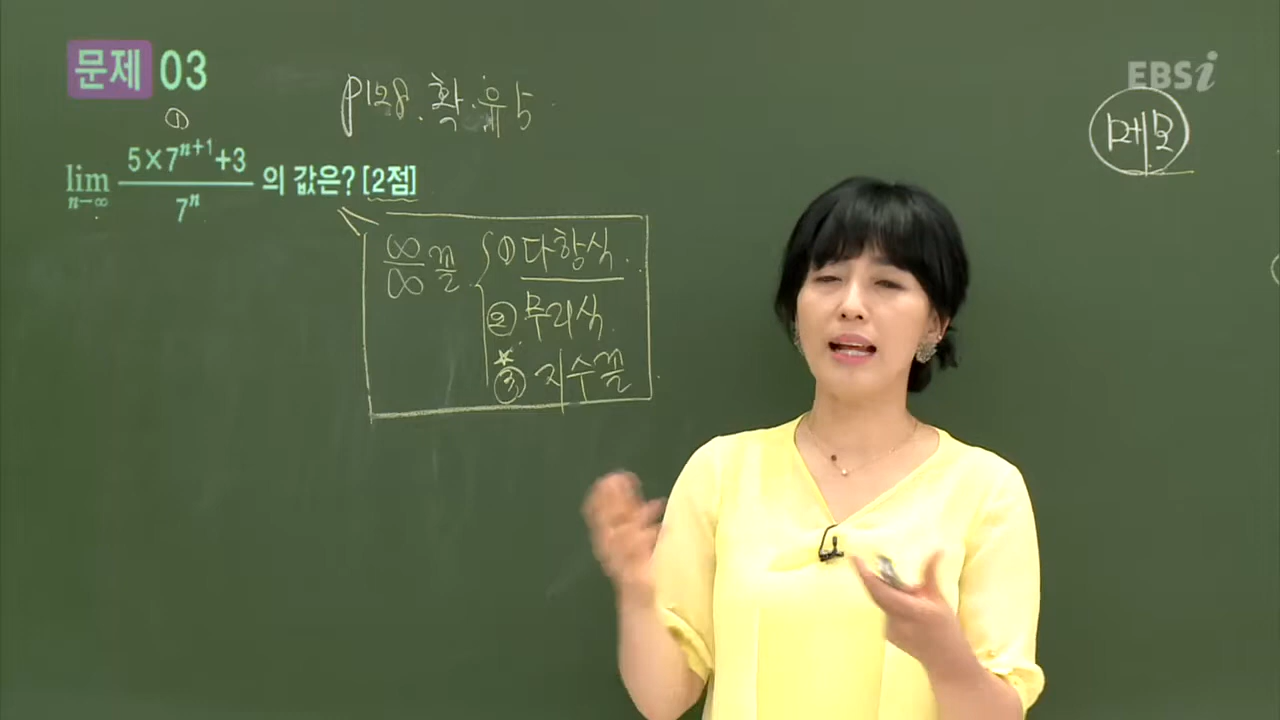 문제 03
EBSi
①
p128. 확.유 5
메모
lim n→∞ (5×7^{n+1}+3)/7^n 의 값은? [2점]
∞/∞ 꼴
① 다항식.
② 무리식.
★
③ 지수꼴